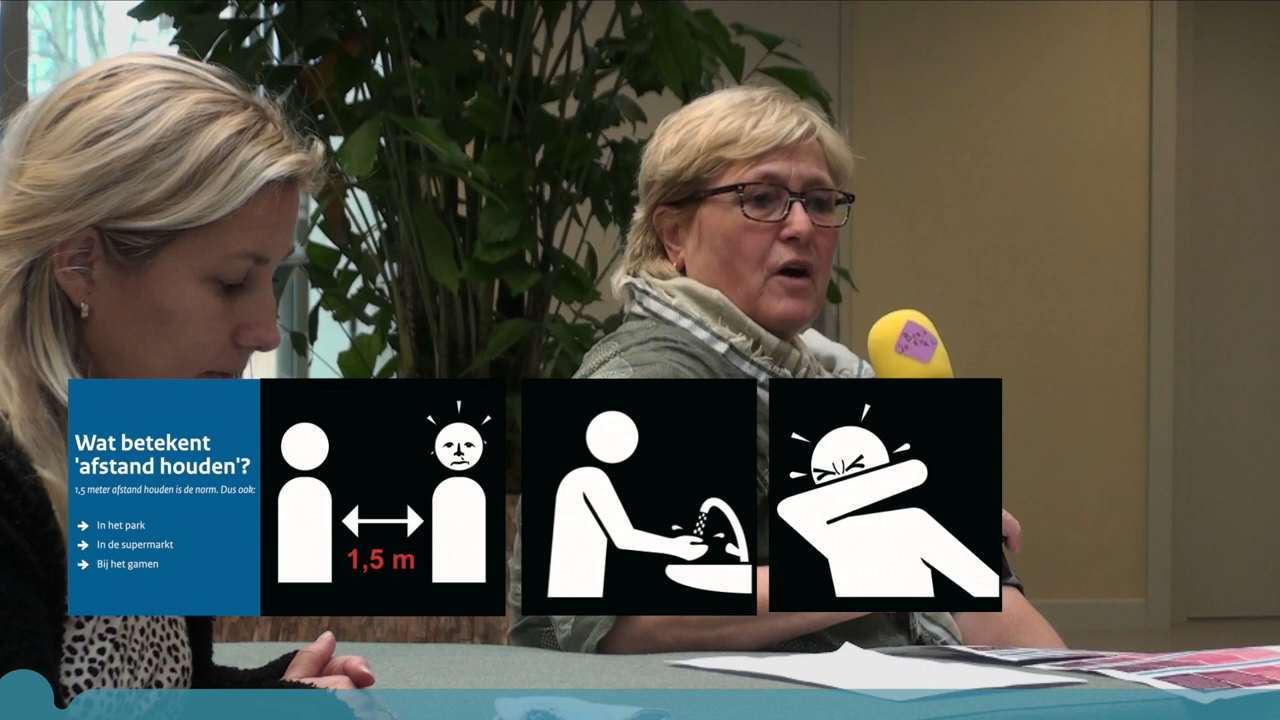 Wat betekent
'afstand houden'?
1,5 meter afstand houden is de norm. Dus ook:
In het park
In de supermarkt
Bij het gamen
1,5 m